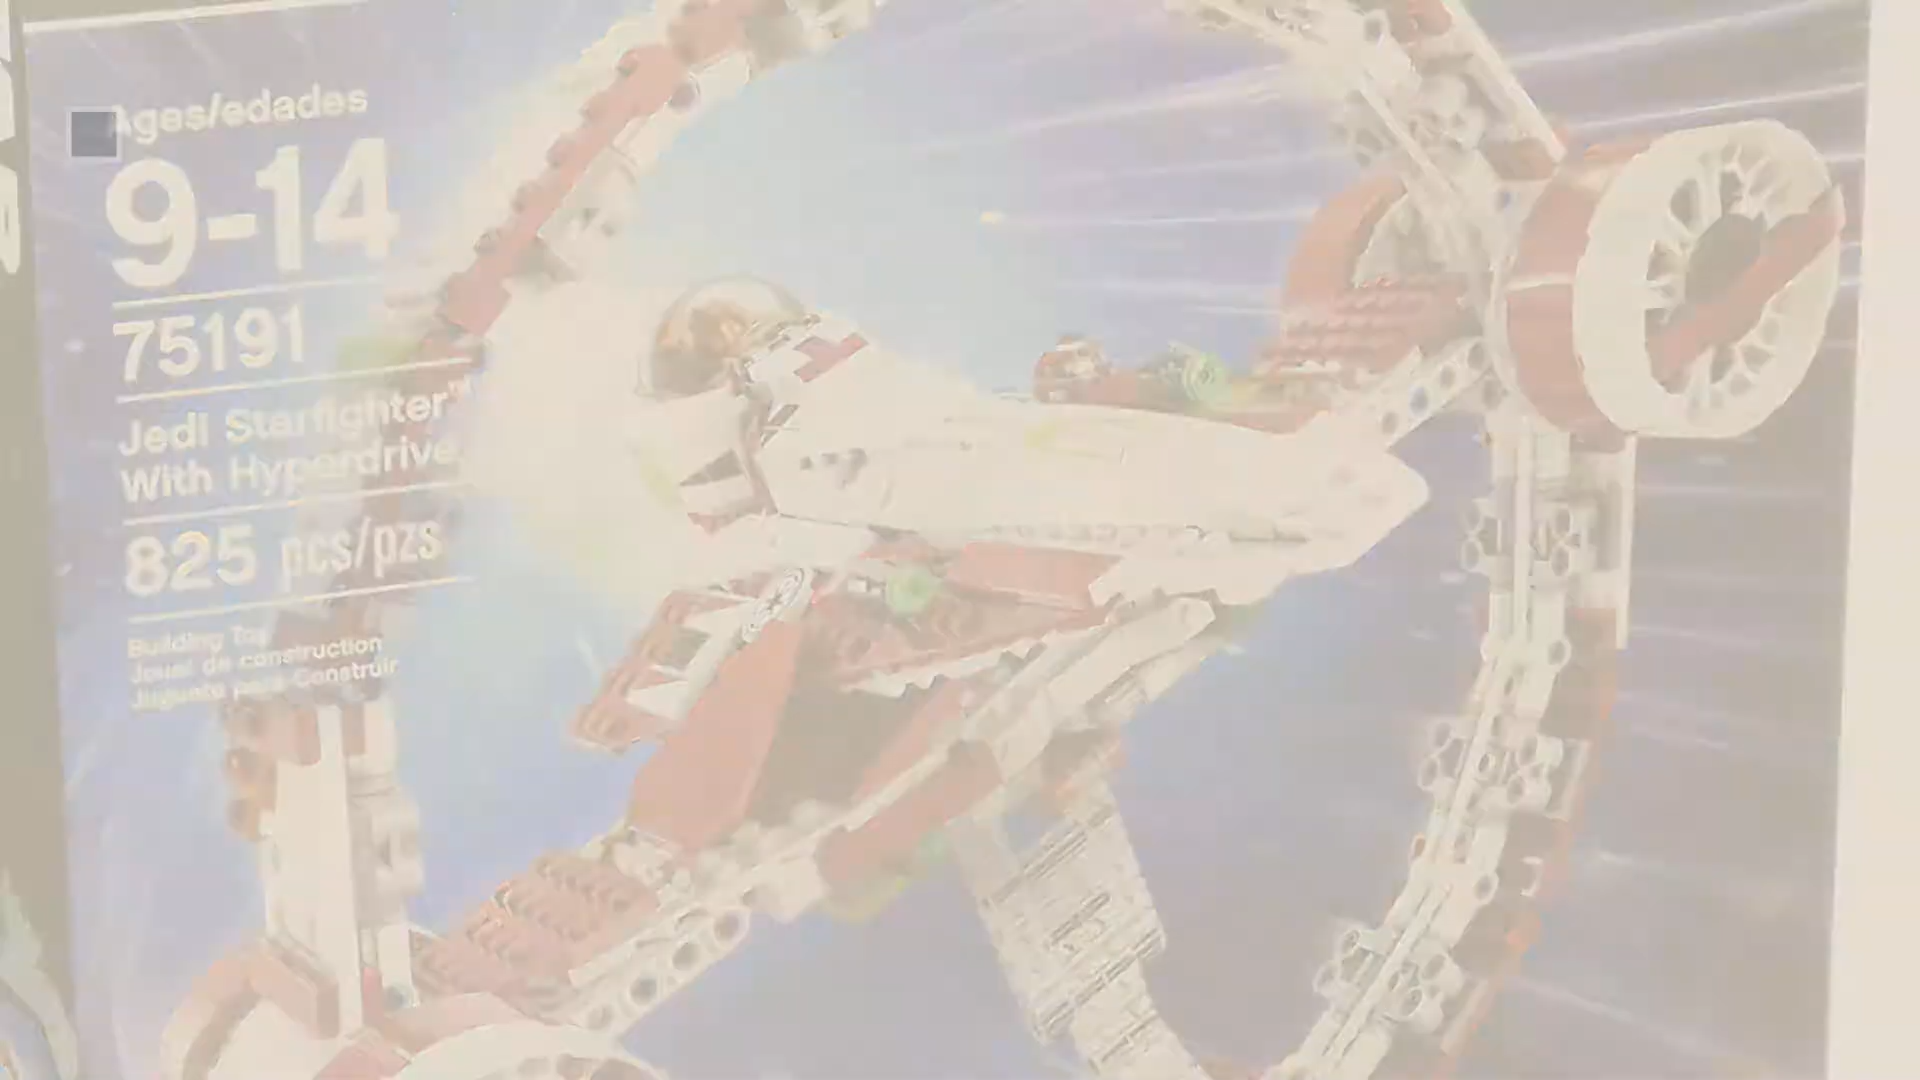 Ages/edades
9-14
75191
Jedi Starfighter™
With Hyperdrive
825 pcs/pzs
Building Toy
Jouet de construction
Juguete para Construir